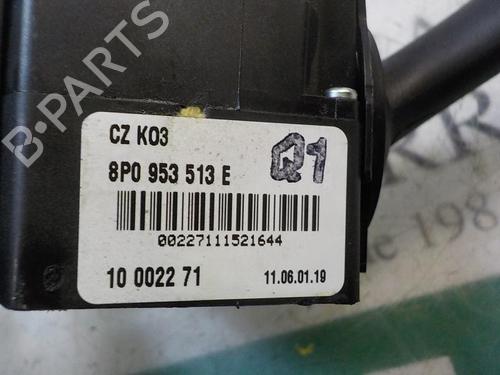 B-PARTS
CZ K03
8P0 953 513 E
Q1
00227111521644
10 0022 71
11.06.01.19